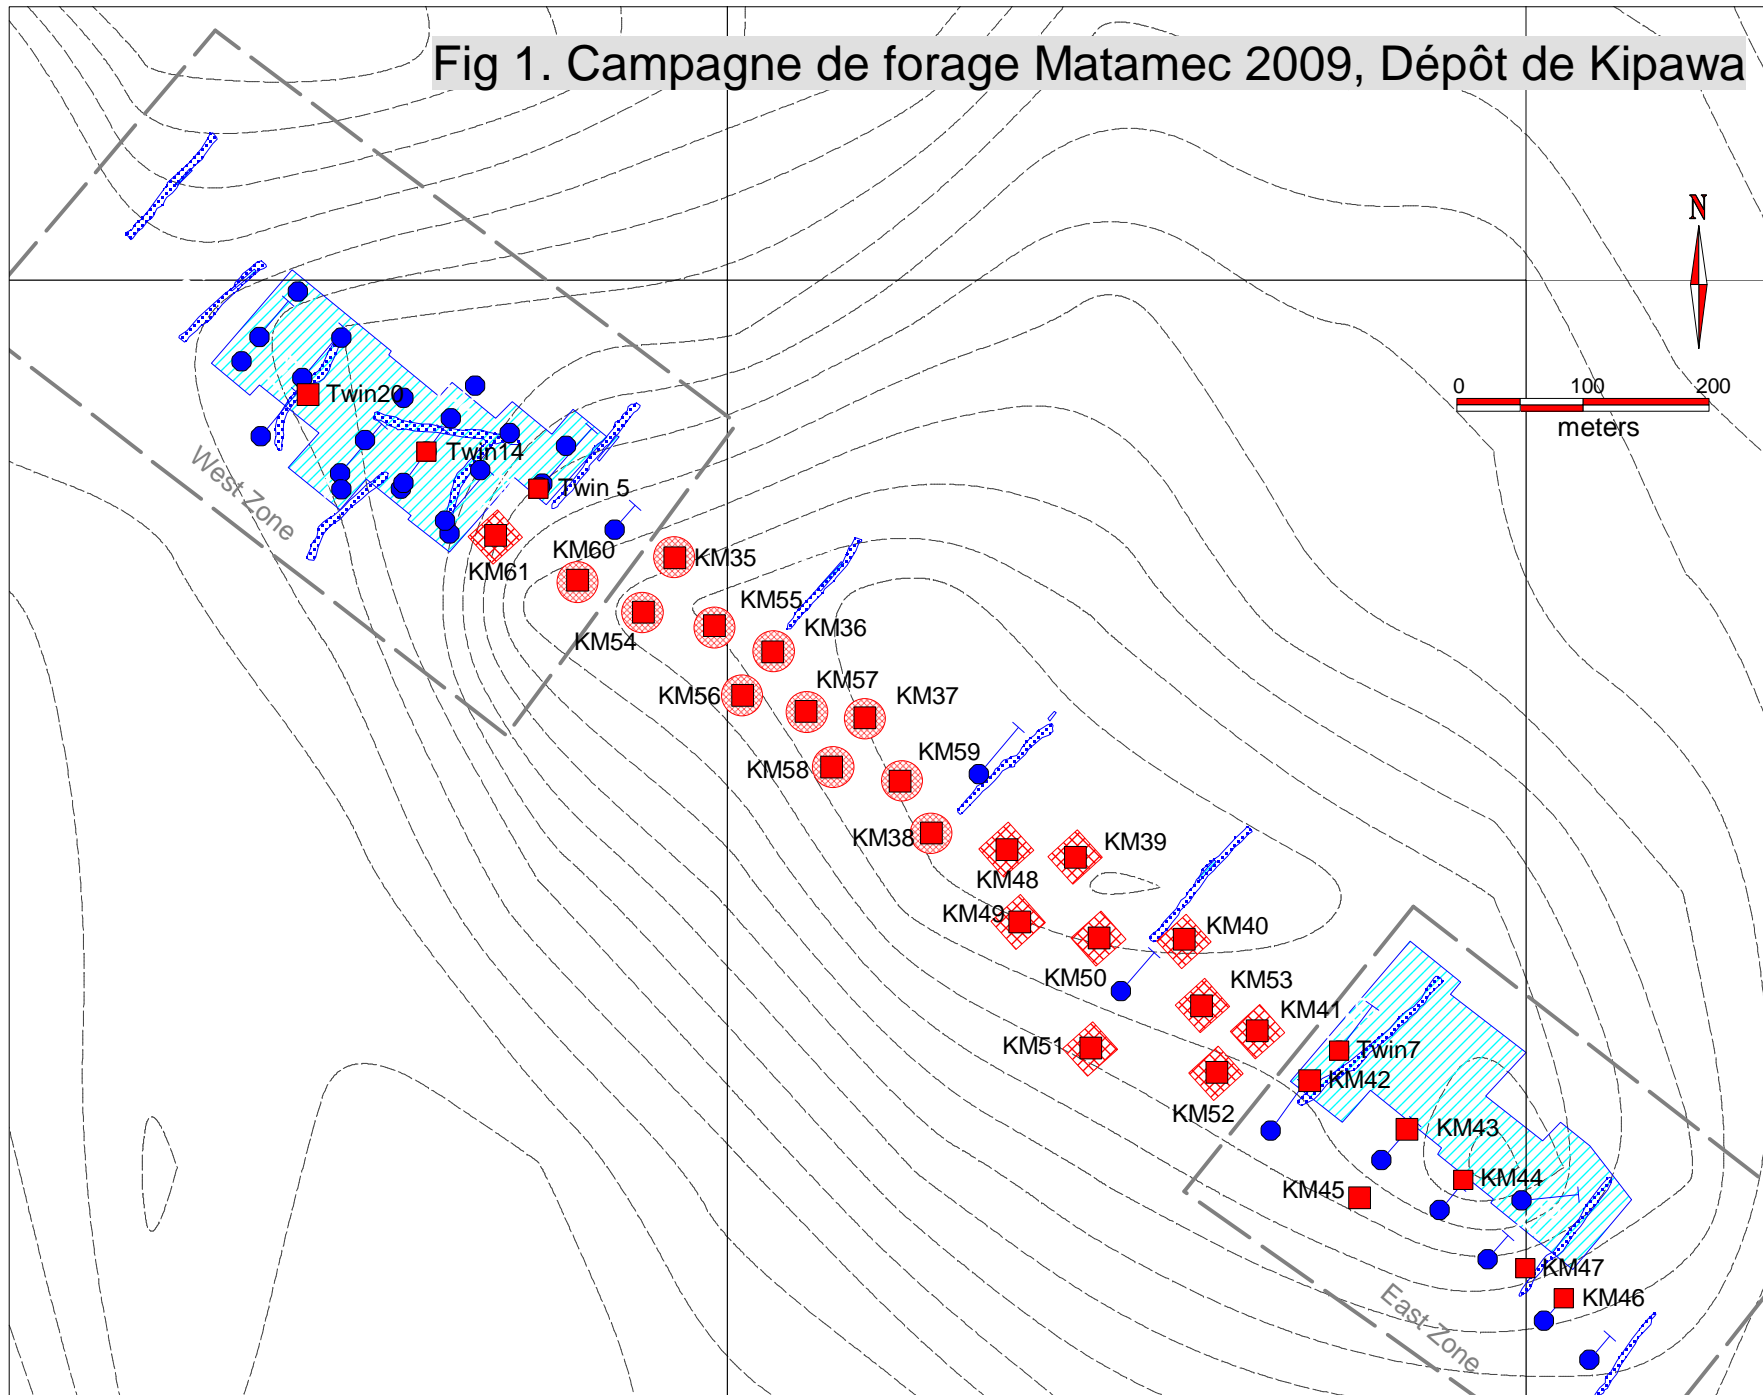 Fig 1. Campagne de forage Matamec 2009, Dépôt de Kipawa
N
0 100 200
meters
Twin20
Twin14
Twin 5
West Zone
KM60
KM35
KM61
KM55
KM54
KM36
KM57
KM56
KM37
KM59
KM58
KM38
KM39
KM48
KM49
KM40
KM50
KM53
KM41
KM51
Twin7
KM42
KM52
KM43
KM44
KM45
KM47
KM46
East Zone